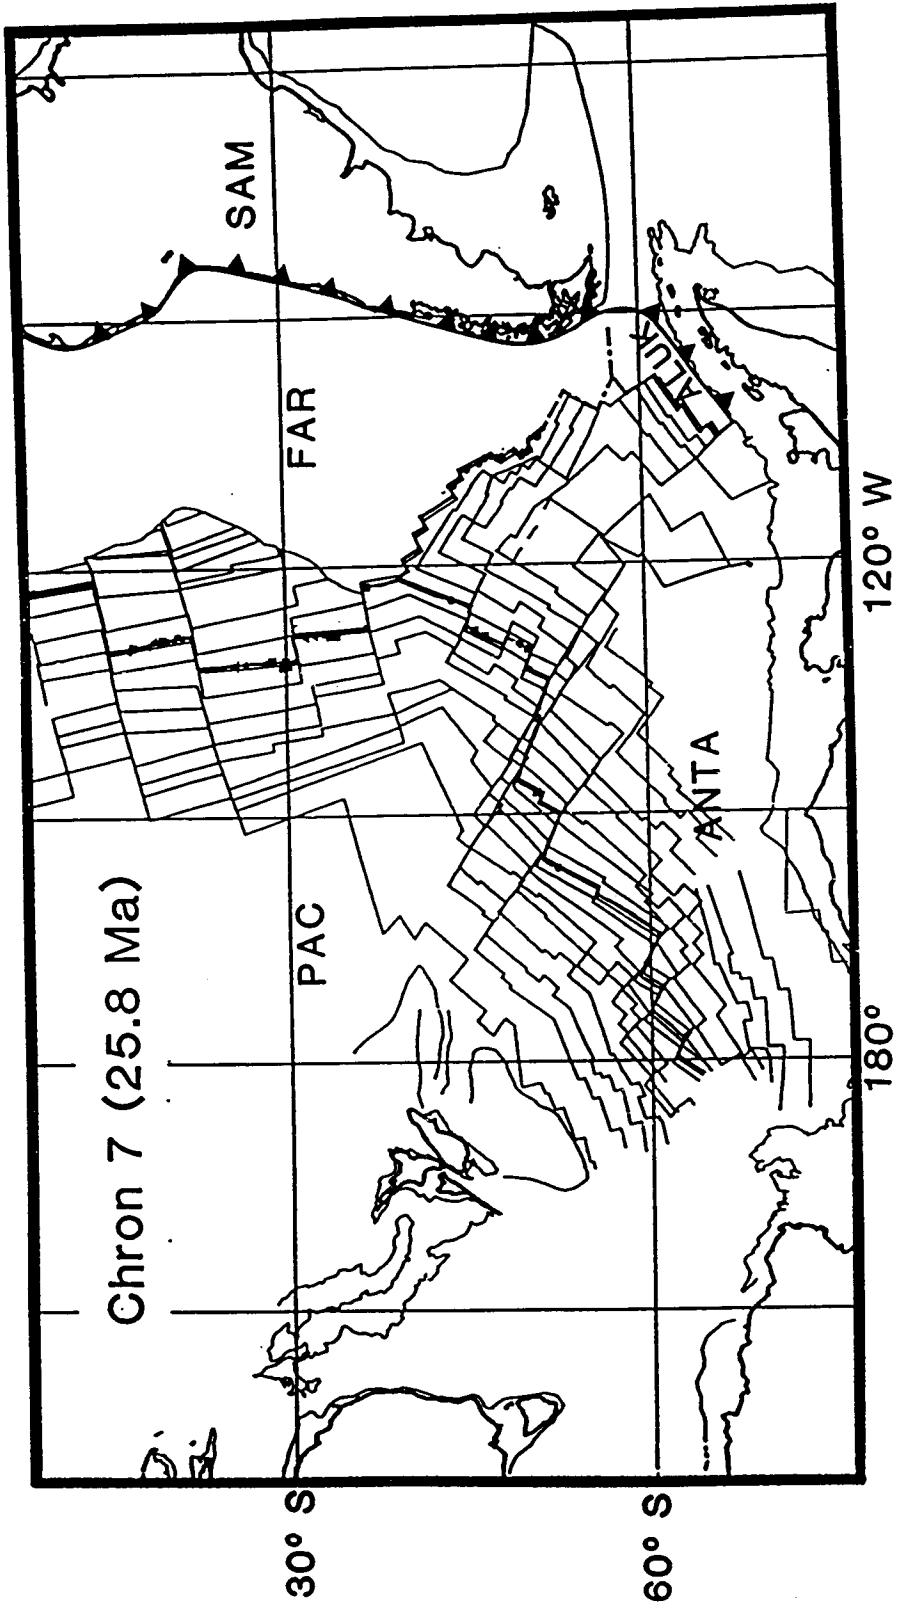 Chron 7 (25.8 Ma)
SAM
FAR
PAC
ALUK
ANTA
30° S
60° S
180°
120° W